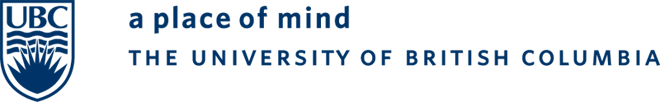 UBC
a place of mind
THE UNIVERSITY OF BRITISH COLUMBIA